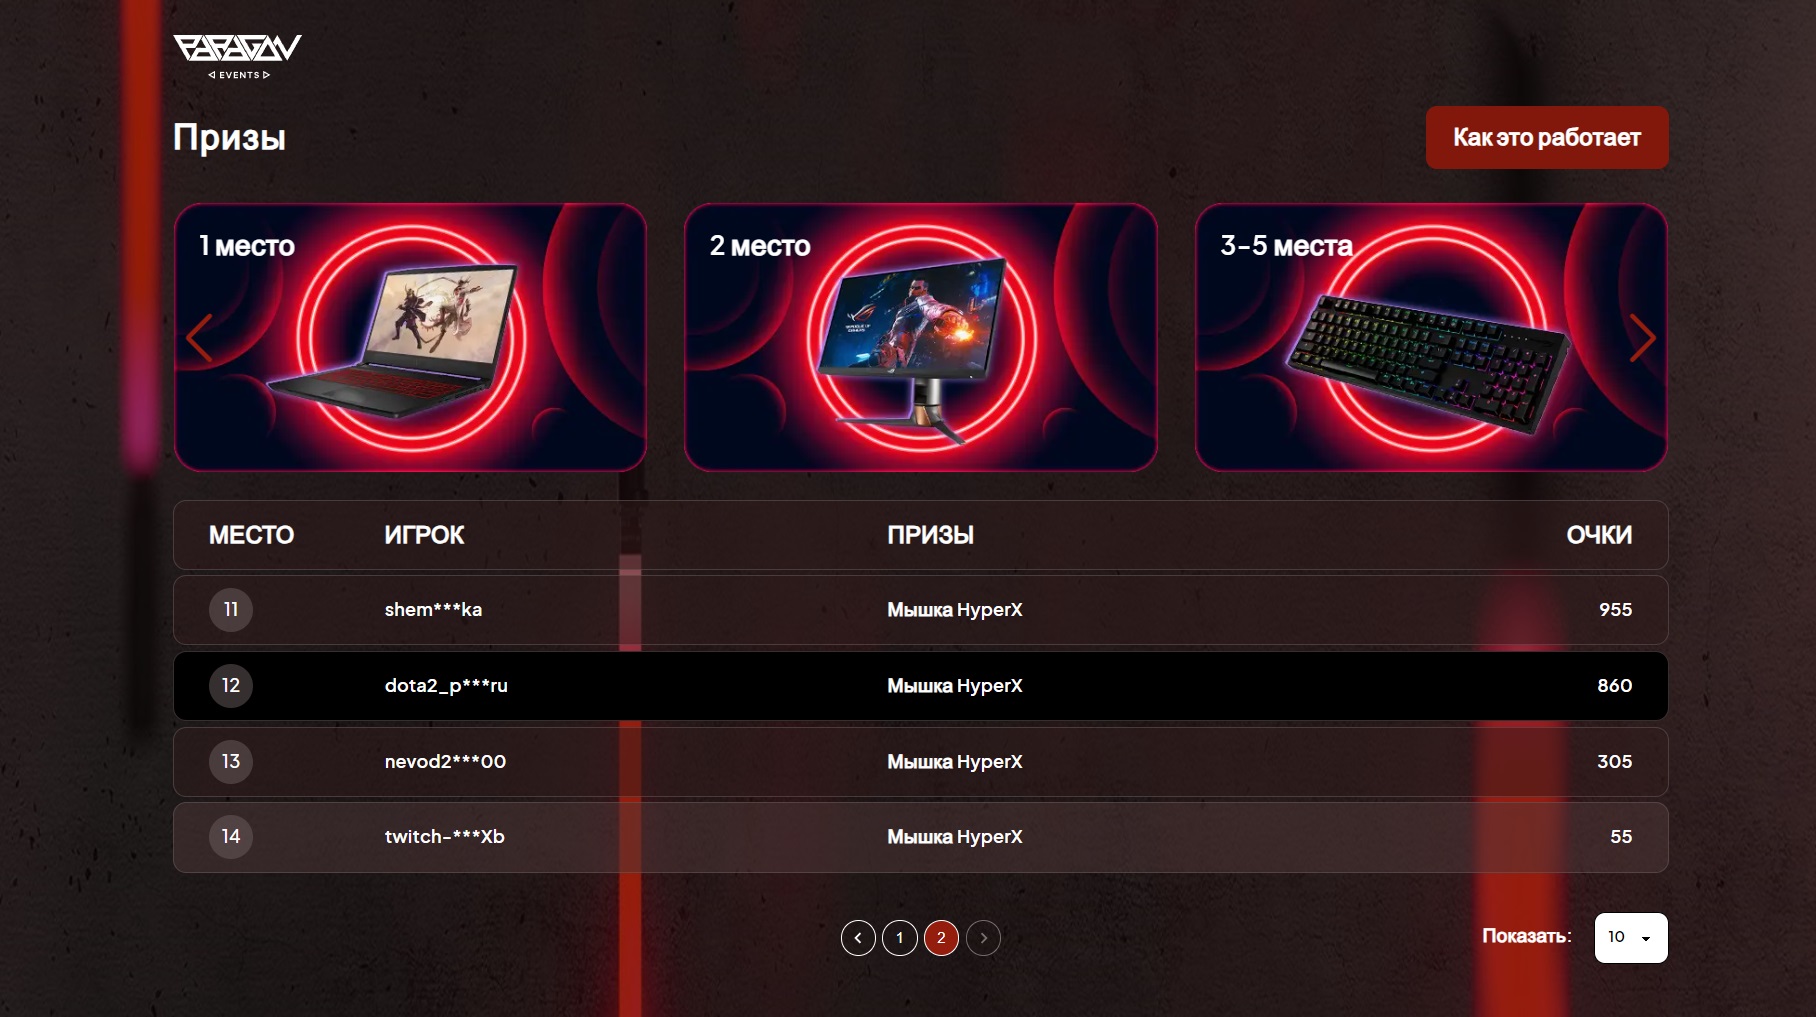 PARAGON
EVENTS
Призы
Как это работает
1 место
2 место
3-5 места
МЕСТО ИГРОК ПРИЗЫ ОЧКИ
11 shem***ka Мышка HyperX 955
12 dota2_p***ru Мышка HyperX 860
13 nevod2***00 Мышка HyperX 305
14 twitch-***Xb Мышка HyperX 55
1 2
Показать: 10